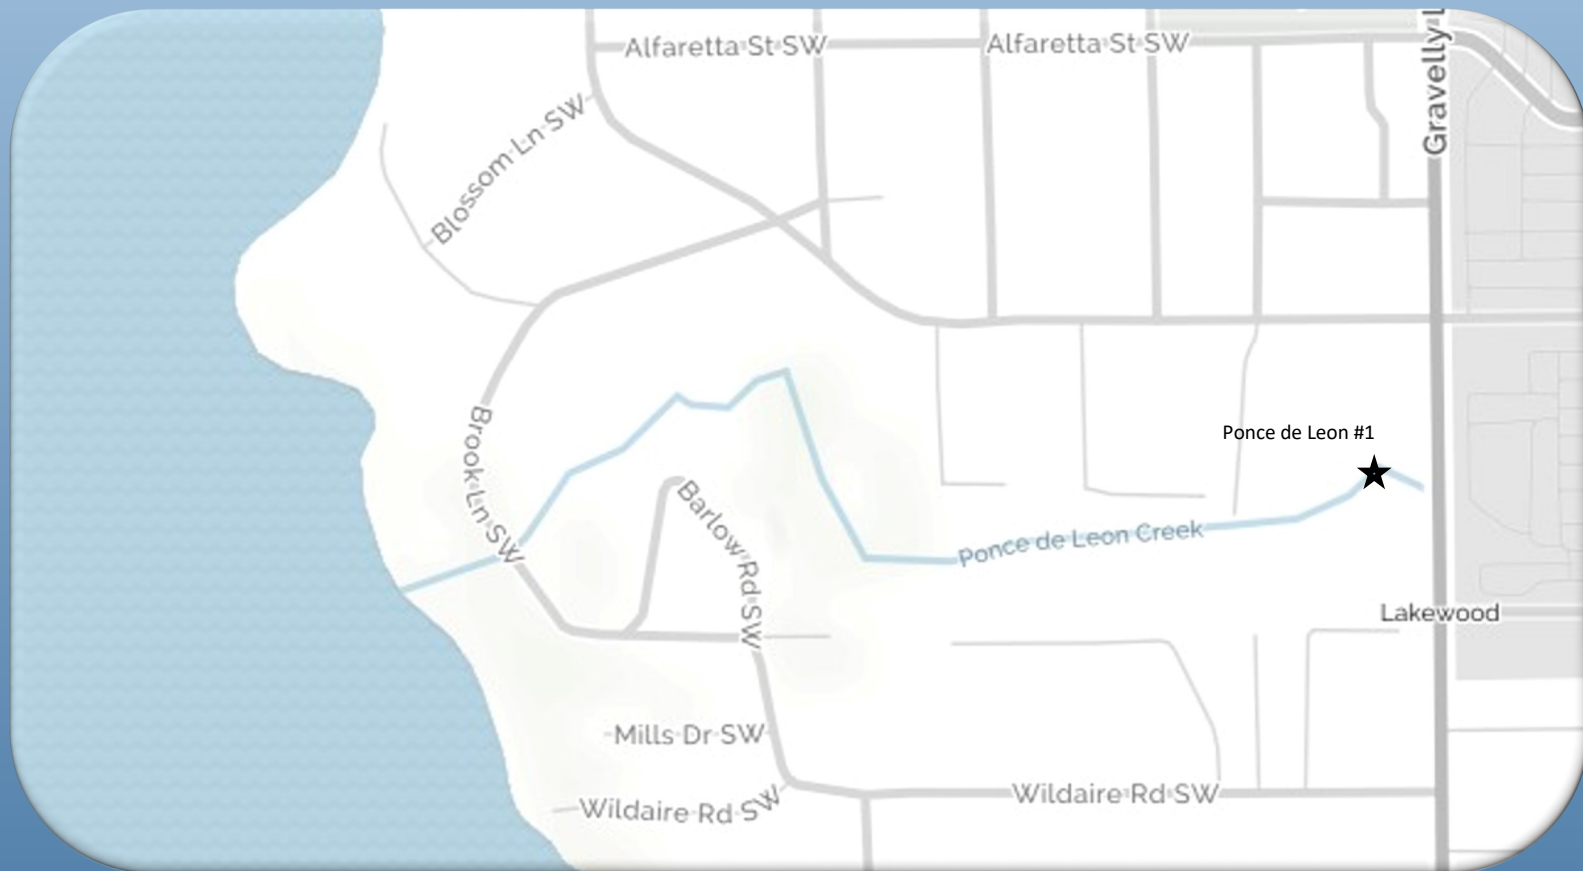 Alfaretta St SW
Alfaretta St SW
Gravelly L
Blossom Ln SW
Brook Ln SW
Ponce de Leon #1
Barlow Rd SW
Ponce de Leon Creek
Lakewood
Mills Dr SW
Wildaire Rd SW
Wildaire Rd SW